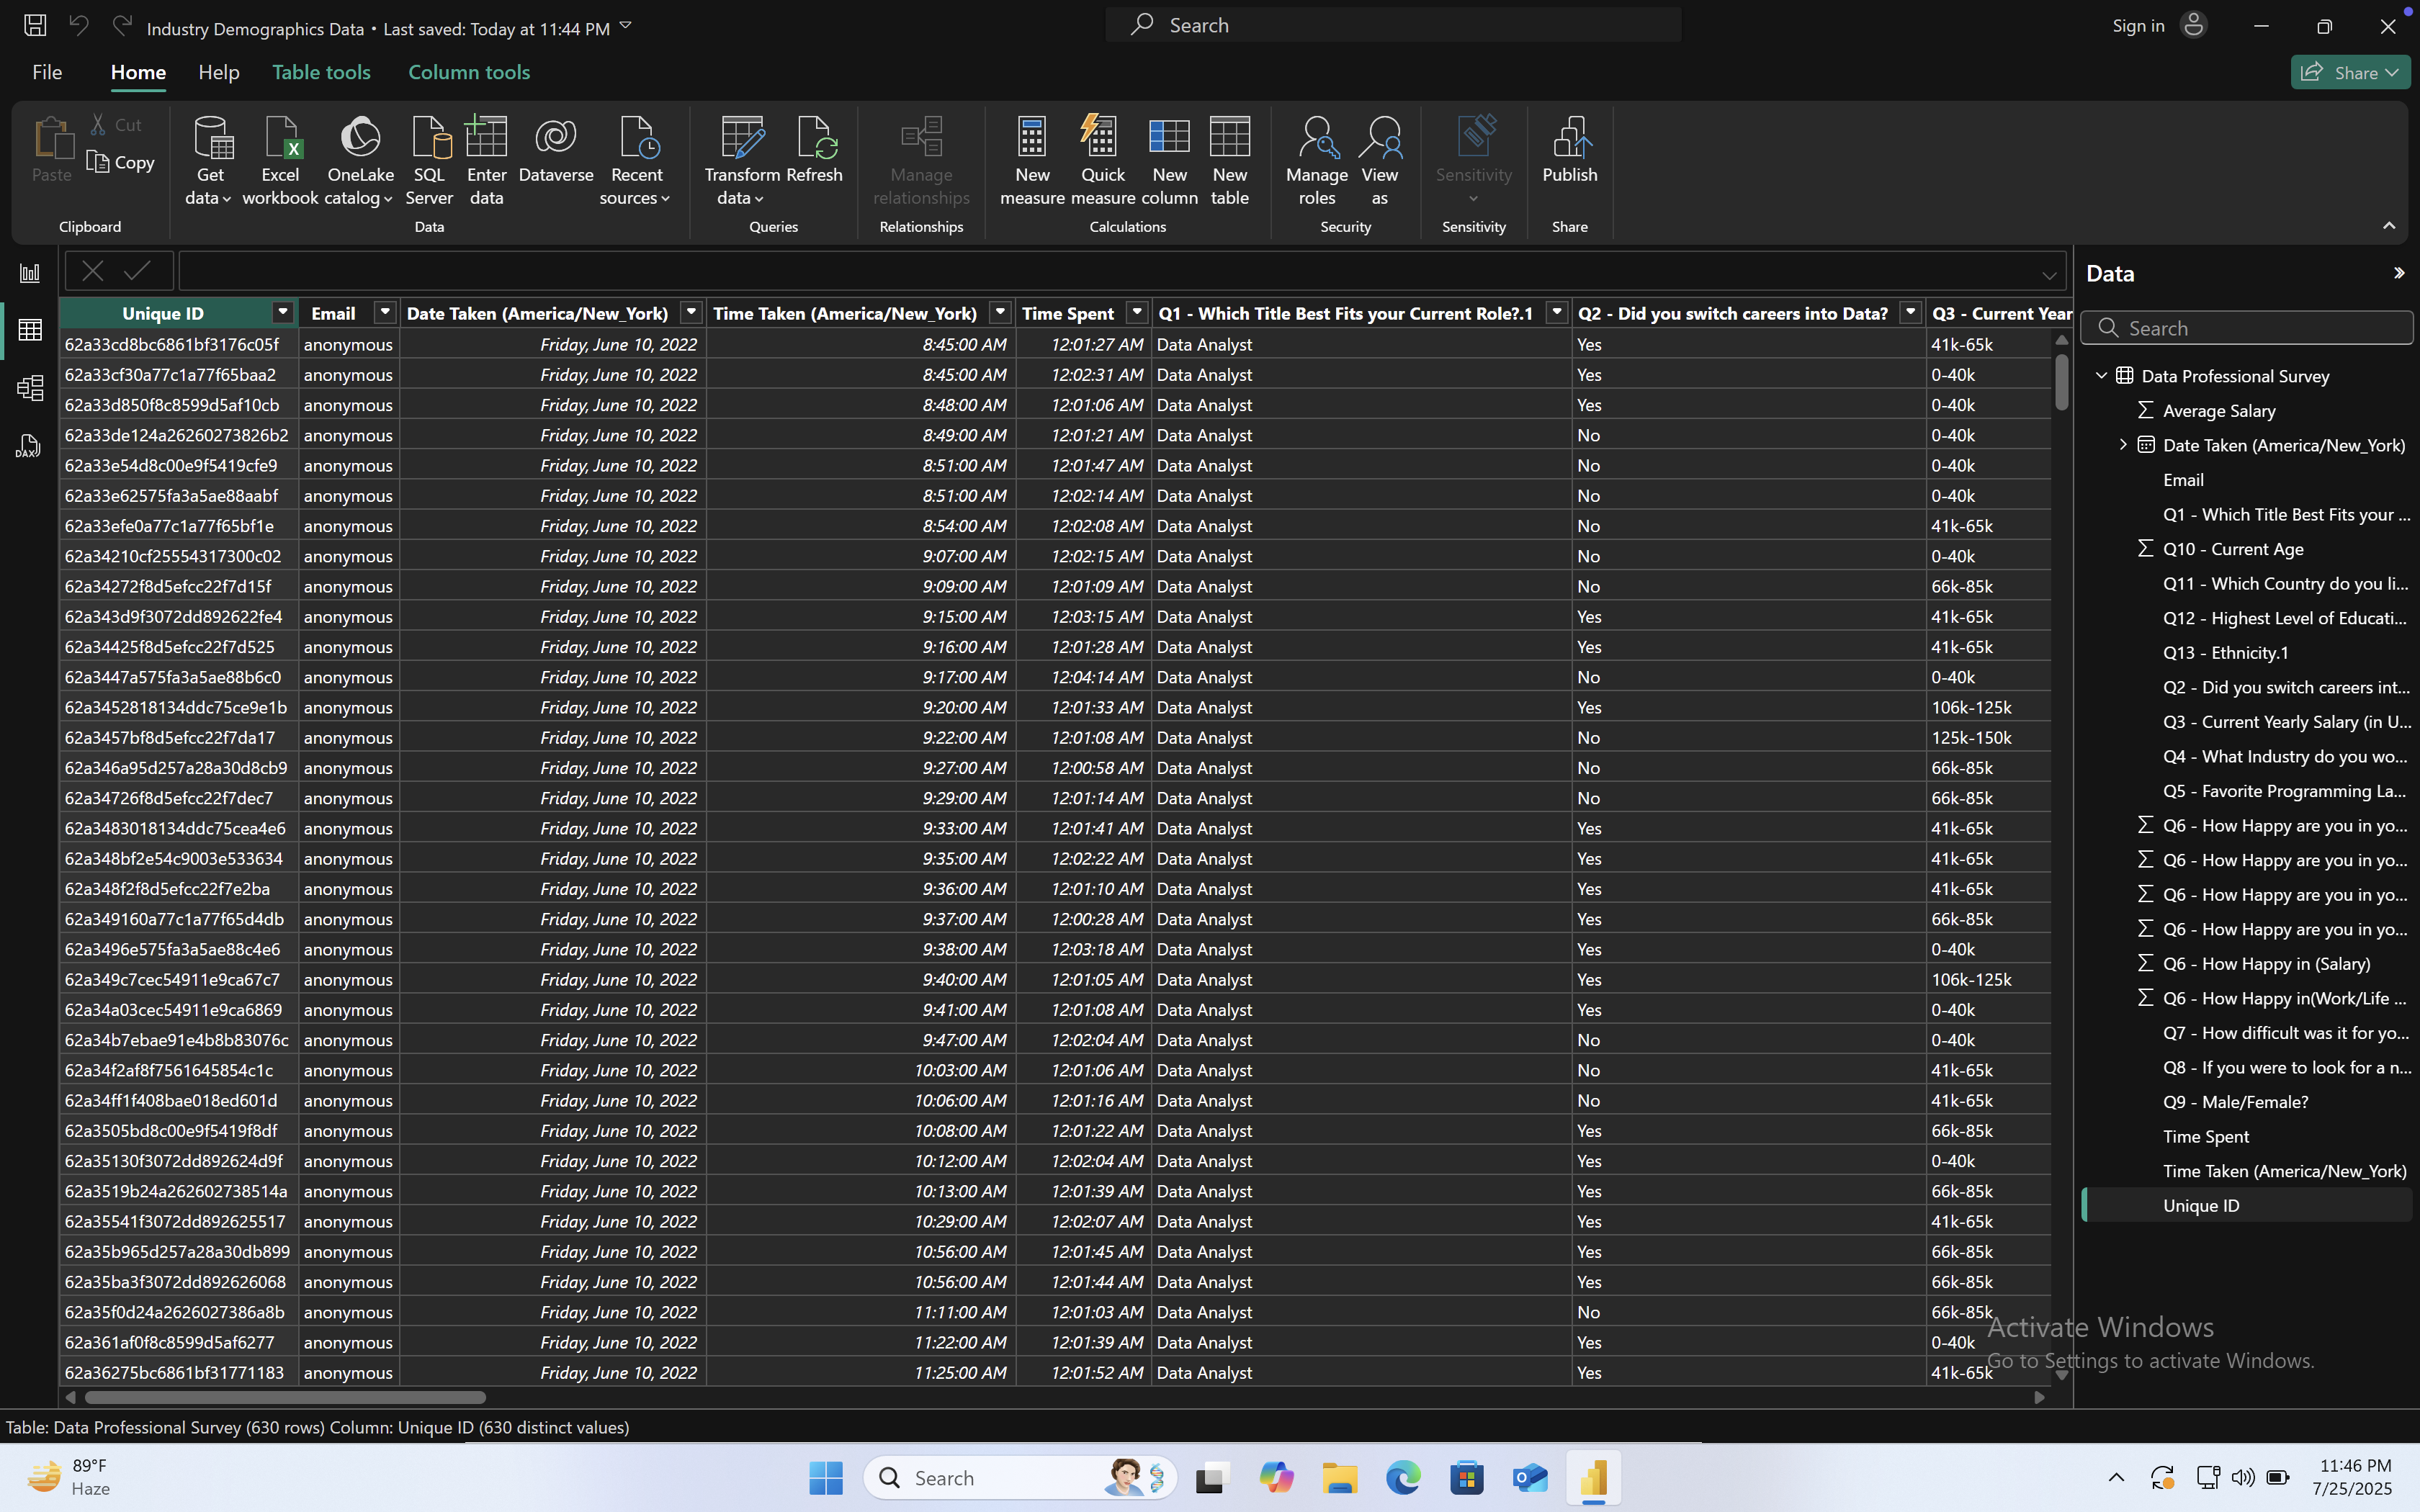 Industry Demographics Data • Last saved: Today at 11:44 PM
Search
Sign in
File Home Help Table tools Column tools
Share
Paste
Cut
Copy
Clipboard
Get data
Excel workbook
OneLake catalog
SQL Server
Enter data
Dataverse
Recent sources
Data
Transform data
Refresh
Queries
Manage relationships
Relationships
New measure
Quick measure
New column
New table
Calculations
Manage roles
View as
Security
Sensitivity
Sensitivity
Publish
Share
DAX
Unique ID Email Date Taken (America/New_York) Time Taken (America/New_York) Time Spent Q1 - Which Title Best Fits your Current Role?.1 Q2 - Did you switch careers into Data? Q3 - Current Year
62a33cd8bc6861bf3176c05f anonymous Friday, June 10, 2022 8:45:00 AM 12:01:27 AM Data Analyst Yes 41k-65k
62a33cf30a77c1a77f65baa2 anonymous Friday, June 10, 2022 8:45:00 AM 12:02:31 AM Data Analyst Yes 0-40k
62a33d850f8c8599d5af10cb anonymous Friday, June 10, 2022 8:48:00 AM 12:01:06 AM Data Analyst Yes 0-40k
62a33de124a26260273826b2 anonymous Friday, June 10, 2022 8:49:00 AM 12:01:21 AM Data Analyst No 0-40k
62a33e54d8c00e9f5419cfe9 anonymous Friday, June 10, 2022 8:51:00 AM 12:01:47 AM Data Analyst No 0-40k
62a33e62575fa3a5ae88aabf anonymous Friday, June 10, 2022 8:51:00 AM 12:02:14 AM Data Analyst No 0-40k
62a33efe0a77c1a77f65bf1e anonymous Friday, June 10, 2022 8:54:00 AM 12:02:08 AM Data Analyst No 41k-65k
62a34210cf25554317300c02 anonymous Friday, June 10, 2022 9:07:00 AM 12:02:15 AM Data Analyst No 0-40k
62a34272f8d5efcc22f7d15f anonymous Friday, June 10, 2022 9:09:00 AM 12:01:09 AM Data Analyst No 66k-85k
62a343d9f3072dd892622fe4 anonymous Friday, June 10, 2022 9:15:00 AM 12:03:15 AM Data Analyst Yes 41k-65k
62a34425f8d5efcc22f7d525 anonymous Friday, June 10, 2022 9:16:00 AM 12:01:28 AM Data Analyst Yes 41k-65k
62a3447a575fa3a5ae88b6c0 anonymous Friday, June 10, 2022 9:17:00 AM 12:04:14 AM Data Analyst No 0-40k
62a3452818134ddc75ce9e1b anonymous Friday, June 10, 2022 9:20:00 AM 12:01:33 AM Data Analyst Yes 106k-125k
62a3457bf8d5efcc22f7da17 anonymous Friday, June 10, 2022 9:22:00 AM 12:01:08 AM Data Analyst No 125k-150k
62a346a95d257a28a30d8cb9 anonymous Friday, June 10, 2022 9:27:00 AM 12:00:58 AM Data Analyst No 66k-85k
62a34726f8d5efcc22f7dec7 anonymous Friday, June 10, 2022 9:29:00 AM 12:01:14 AM Data Analyst No 66k-85k
62a3483018134ddc75cea4e6 anonymous Friday, June 10, 2022 9:33:00 AM 12:01:41 AM Data Analyst Yes 41k-65k
62a348bf2e54c9003e533634 anonymous Friday, June 10, 2022 9:35:00 AM 12:02:22 AM Data Analyst Yes 41k-65k
62a348f2f8d5efcc22f7e2ba anonymous Friday, June 10, 2022 9:36:00 AM 12:01:10 AM Data Analyst Yes 41k-65k
62a349160a77c1a77f65d4db anonymous Friday, June 10, 2022 9:37:00 AM 12:00:28 AM Data Analyst Yes 66k-85k
62a3496e575fa3a5ae88c4e6 anonymous Friday, June 10, 2022 9:38:00 AM 12:03:18 AM Data Analyst Yes 0-40k
62a349c7cec54911e9ca67c7 anonymous Friday, June 10, 2022 9:40:00 AM 12:01:05 AM Data Analyst Yes 106k-125k
62a34a03cec54911e9ca6869 anonymous Friday, June 10, 2022 9:41:00 AM 12:01:08 AM Data Analyst Yes 0-40k
62a34b7ebae91e4b8b83076c anonymous Friday, June 10, 2022 9:47:00 AM 12:02:04 AM Data Analyst No 0-40k
62a34f2af8f7561645854c1c anonymous Friday, June 10, 2022 10:03:00 AM 12:01:06 AM Data Analyst No 41k-65k
62a34ff1f408bae018ed601d anonymous Friday, June 10, 2022 10:06:00 AM 12:01:16 AM Data Analyst No 41k-65k
62a3505bd8c00e9f5419f8df anonymous Friday, June 10, 2022 10:08:00 AM 12:01:22 AM Data Analyst Yes 66k-85k
62a35130f3072dd892624d9f anonymous Friday, June 10, 2022 10:12:00 AM 12:02:04 AM Data Analyst Yes 0-40k
62a3519b24a262602738514a anonymous Friday, June 10, 2022 10:13:00 AM 12:01:39 AM Data Analyst Yes 66k-85k
62a35541f3072dd892625517 anonymous Friday, June 10, 2022 10:29:00 AM 12:02:07 AM Data Analyst Yes 41k-65k
62a35b965d257a28a30db899 anonymous Friday, June 10, 2022 10:56:00 AM 12:01:45 AM Data Analyst Yes 66k-85k
62a35ba3f3072dd892626068 anonymous Friday, June 10, 2022 10:56:00 AM 12:01:44 AM Data Analyst Yes 66k-85k
62a35f0d24a2626027386a8b anonymous Friday, June 10, 2022 11:11:00 AM 12:01:03 AM Data Analyst No 66k-85k
62a361af0f8c8599d5af6277 anonymous Friday, June 10, 2022 11:22:00 AM 12:01:39 AM Data Analyst Yes 0-40k
62a36275bc6861bf31771183 anonymous Friday, June 10, 2022 11:25:00 AM 12:01:52 AM Data Analyst Yes 41k-65k
Data
Search
Data Professional Survey
Average Salary
Date Taken (America/New_York)
Email
Q1 - Which Title Best Fits your ...
Q10 - Current Age
Q11 - Which Country do you li...
Q12 - Highest Level of Educati...
Q13 - Ethnicity.1
Q2 - Did you switch careers int...
Q3 - Current Yearly Salary (in U...
Q4 - What Industry do you wo...
Q5 - Favorite Programming La...
Q6 - How Happy are you in yo...
Q6 - How Happy are you in yo...
Q6 - How Happy are you in yo...
Q6 - How Happy are you in yo...
Q6 - How Happy in (Salary)
Q6 - How Happy in(Work/Life ...
Q7 - How difficult was it for yo...
Q8 - If you were to look for a n...
Q9 - Male/Female?
Time Spent
Time Taken (America/New_York)
Unique ID
Activate Windows
Go to Settings to activate Windows.
Table: Data Professional Survey (630 rows) Column: Unique ID (630 distinct values)
89°F
Haze
Search
11:46 PM
7/25/2025